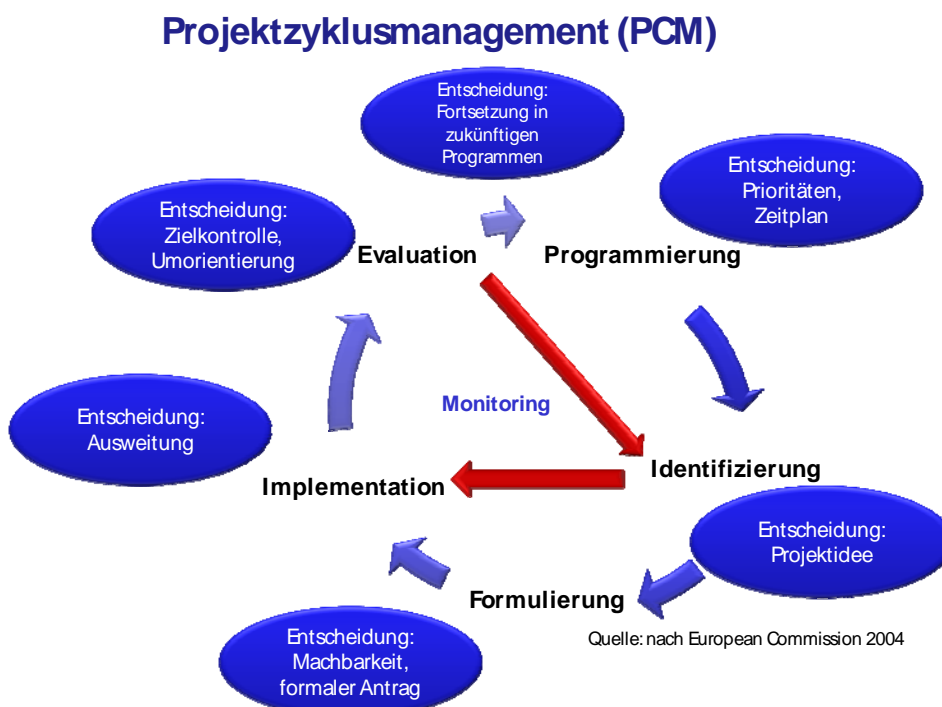 Projektzyklusmanagement (PCM)
Entscheidung:
Fortsetzung in
zukünftigen
Programmen
Entscheidung:
Prioritäten,
Zeitplan
Entscheidung:
Zielkontrolle,
Umorientierung
Evaluation
Programmierung
Monitoring
Entscheidung:
Ausweitung
Identifizierung
Implementation
Entscheidung:
Projektidee
Formulierung
Entscheidung:
Machbarkeit,
formaler Antrag
Quelle: nach European Commission 2004